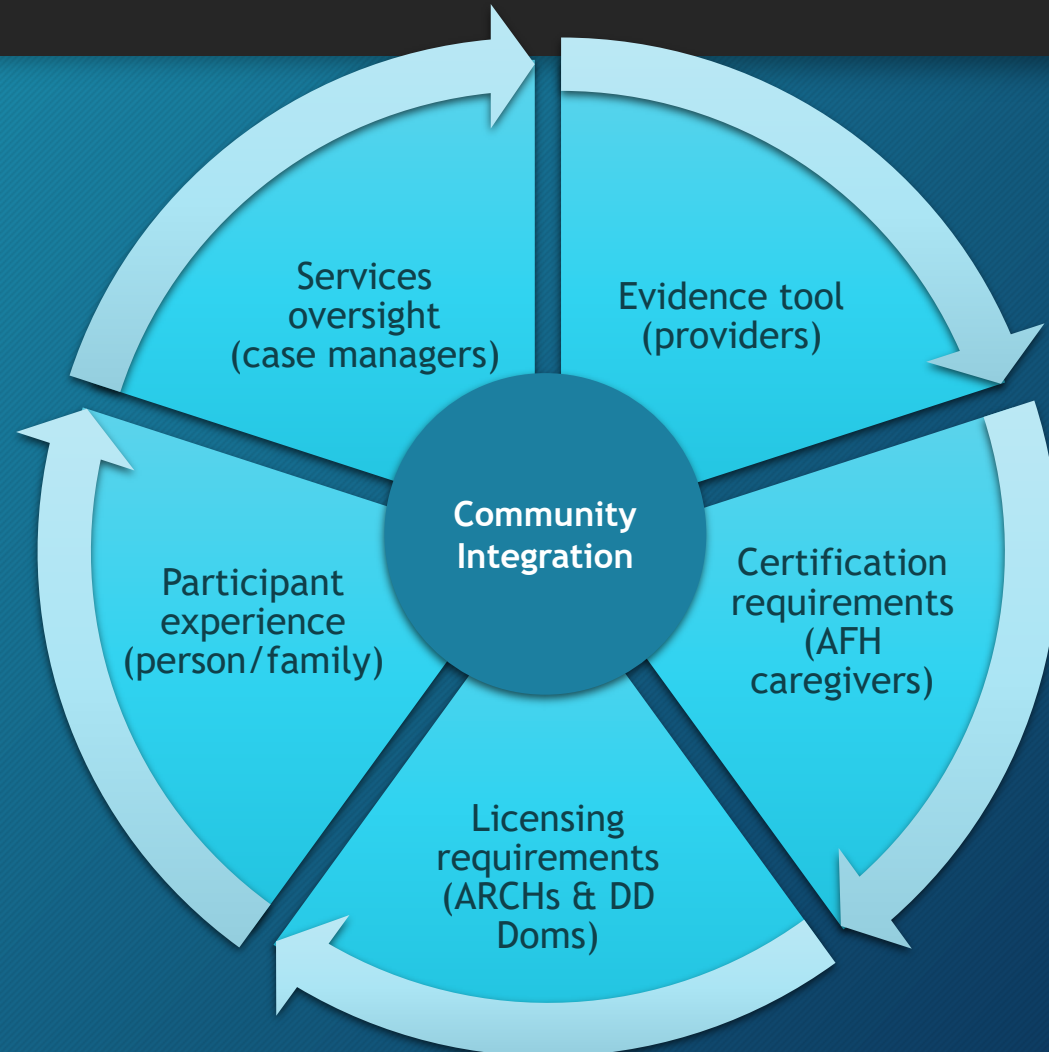 Services
oversight
(case managers)
Evidence tool
(providers)
Community
Integration
Participant
experience
(person/family)
Certification
requirements
(AFH
caregivers)
Licensing
requirements
(ARCHs & DD
Doms)